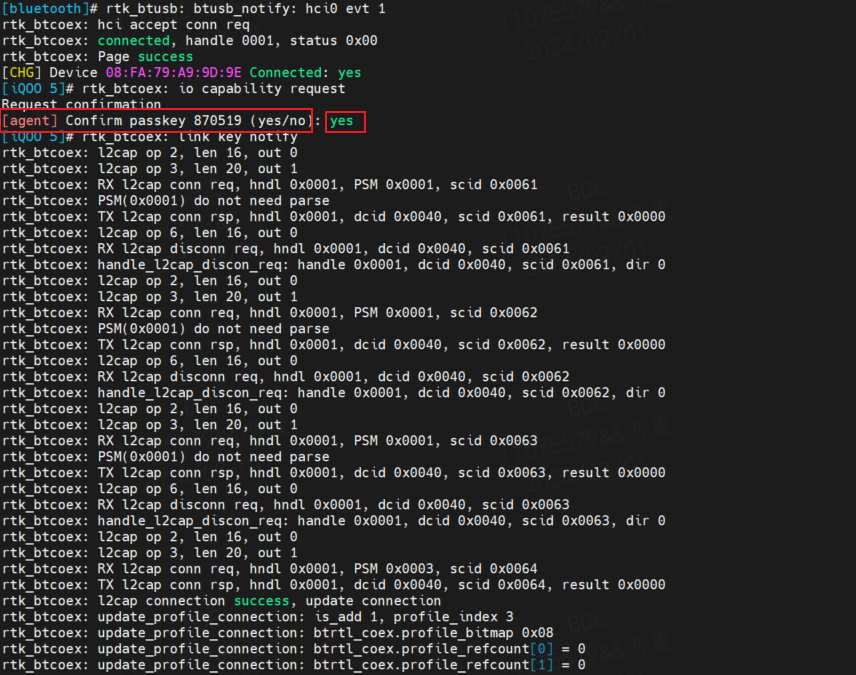 [bluetooth]# rtk_btusb: btusb_notify: hci0 evt 1
rtk_btcoex: hci accept conn req
rtk_btcoex: connected, handle 0001, status 0x00
rtk_btcoex: Page success
[CHG] Device 08:FA:79:A9:9D:9E Connected: yes
[iQOO 5]# rtk_btcoex: io capability request
Request confirmation
[agent] Confirm passkey 870519 (yes/no): yes
[iQOO 5]# rtk_btcoex: link key notify
rtk_btcoex: l2cap op 2, len 16, out 0
rtk_btcoex: l2cap op 3, len 20, out 1
rtk_btcoex: RX l2cap conn req, hndl 0x0001, PSM 0x0001, scid 0x0061
rtk_btcoex: PSM(0x0001) do not need parse
rtk_btcoex: TX l2cap conn rsp, hndl 0x0001, dcid 0x0040, scid 0x0061, result 0x0000
rtk_btcoex: l2cap op 6, len 16, out 0
rtk_btcoex: RX l2cap disconn req, hndl 0x0001, dcid 0x0040, scid 0x0061
rtk_btcoex: handle_l2cap_discon_req: handle 0x0001, dcid 0x0040, scid 0x0061, dir 0
rtk_btcoex: l2cap op 2, len 16, out 0
rtk_btcoex: l2cap op 3, len 20, out 1
rtk_btcoex: RX l2cap conn req, hndl 0x0001, PSM 0x0001, scid 0x0062
rtk_btcoex: PSM(0x0001) do not need parse
rtk_btcoex: TX l2cap conn rsp, hndl 0x0001, dcid 0x0040, scid 0x0062, result 0x0000
rtk_btcoex: l2cap op 6, len 16, out 0
rtk_btcoex: RX l2cap disconn req, hndl 0x0001, dcid 0x0040, scid 0x0062
rtk_btcoex: handle_l2cap_discon_req: handle 0x0001, dcid 0x0040, scid 0x0062, dir 0
rtk_btcoex: l2cap op 2, len 16, out 0
rtk_btcoex: l2cap op 3, len 20, out 1
rtk_btcoex: RX l2cap conn req, hndl 0x0001, PSM 0x0001, scid 0x0063
rtk_btcoex: PSM(0x0001) do not need parse
rtk_btcoex: TX l2cap conn rsp, hndl 0x0001, dcid 0x0040, scid 0x0063, result 0x0000
rtk_btcoex: l2cap op 6, len 16, out 0
rtk_btcoex: RX l2cap disconn req, hndl 0x0001, dcid 0x0040, scid 0x0063
rtk_btcoex: handle_l2cap_discon_req: handle 0x0001, dcid 0x0040, scid 0x0063, dir 0
rtk_btcoex: l2cap op 2, len 16, out 0
rtk_btcoex: l2cap op 3, len 20, out 1
rtk_btcoex: RX l2cap conn req, hndl 0x0001, PSM 0x0003, scid 0x0064
rtk_btcoex: TX l2cap conn rsp, hndl 0x0001, dcid 0x0040, scid 0x0064, result 0x0000
rtk_btcoex: l2cap connection success, update connection
rtk_btcoex: update_profile_connection: is_add 1, profile_index 3
rtk_btcoex: update_profile_connection: btrtl_coex.profile_bitmap 0x08
rtk_btcoex: update_profile_connection: btrtl_coex.profile_refcount[0] = 0
rtk_btcoex: update_profile_connection: btrtl_coex.profile_refcount[1] = 0